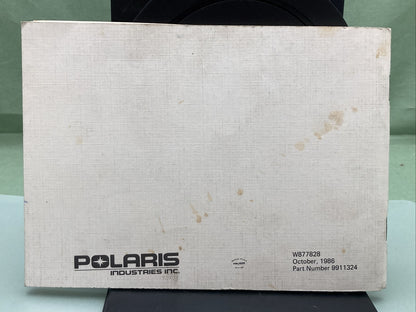 POLARIS
INDUSTRIES INC.
W877828
October, 1986
Part Number 9911324